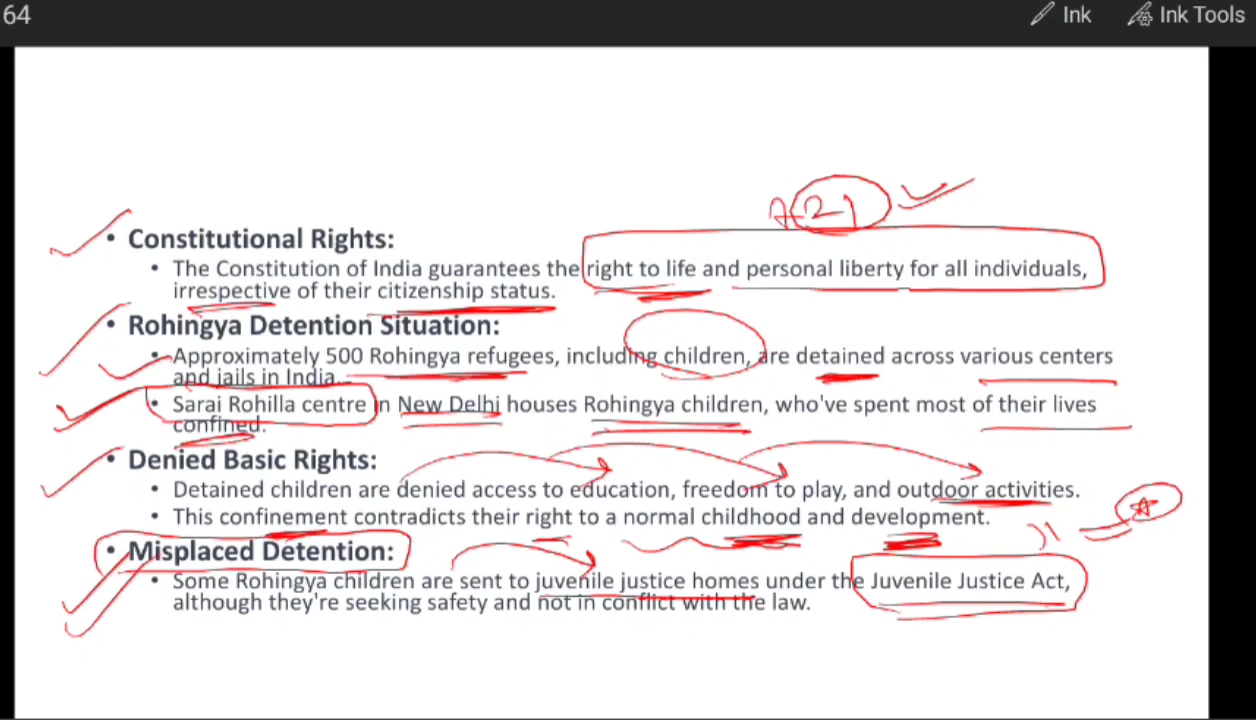 64
Ink
Ink Tools
A-21
• Constitutional Rights:
• The Constitution of India guarantees the right to life and personal liberty for all individuals,
irrespective of their citizenship status.
• Rohingya Detention Situation:
• Approximately 500 Rohingya refugees, including children, are detained across various centers
and jails in India.
• Sarai Rohilla centre in New Delhi houses Rohingya children, who've spent most of their lives
confined.
• Denied Basic Rights:
• Detained children are denied access to education, freedom to play, and outdoor activities.
• This confinement contradicts their right to a normal childhood and development.
• Misplaced Detention:
• Some Rohingya children are sent to juvenile justice homes under the Juvenile Justice Act,
although they're seeking safety and not in conflict with the law.